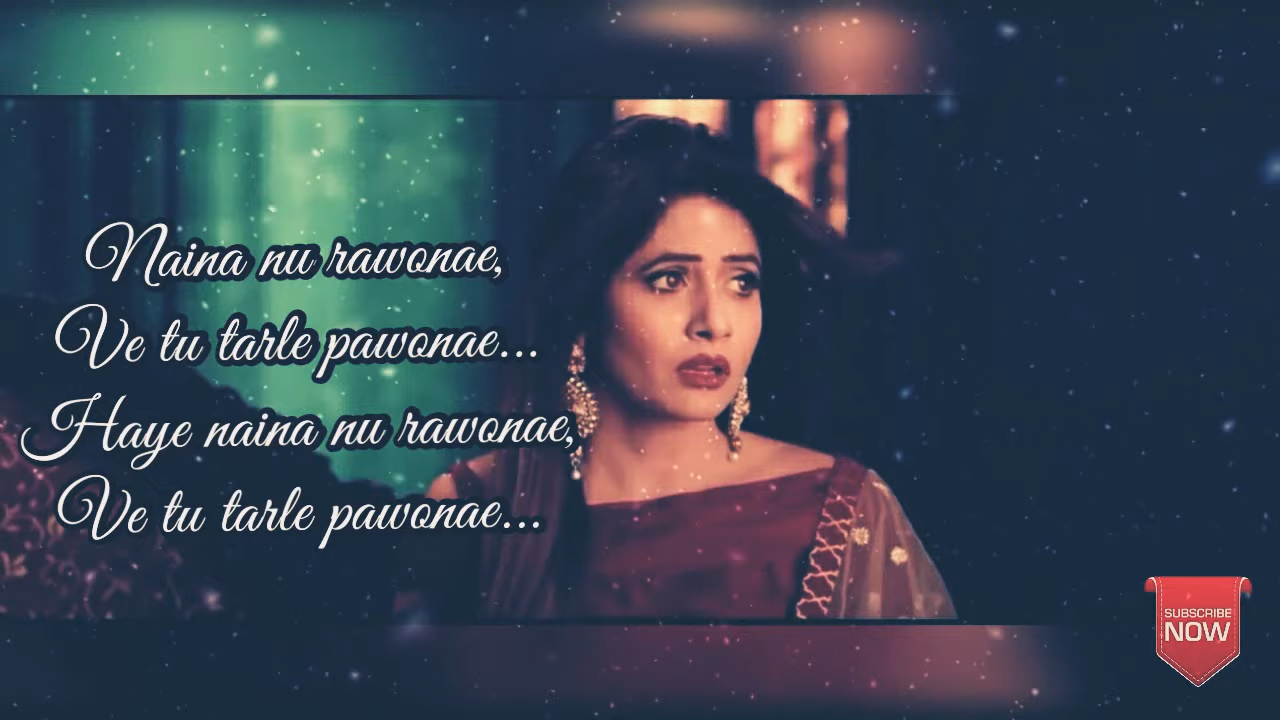 Naina nu rawonae,
Ve tu tarle pawonae...
Haye naina nu rawonae,
Ve tu tarle pawonae...
SUBSCRIBE
NOW